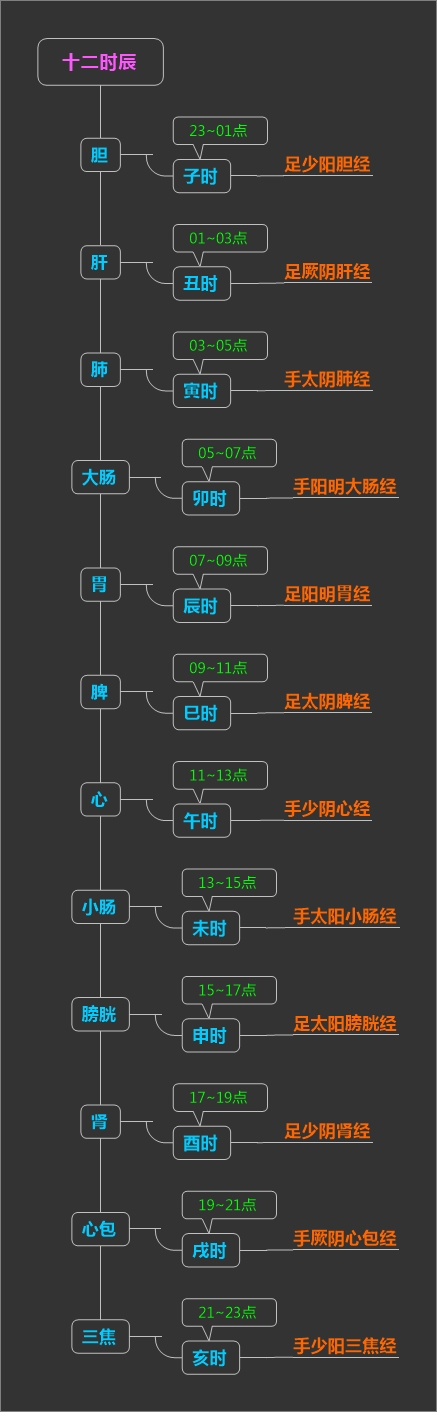 十二时辰
23~01点
胆
子时
足少阳胆经
01~03点
肝
丑时
足厥阴肝经
03~05点
肺
寅时
手太阴肺经
05~07点
大肠
卯时
手阳明大肠经
07~09点
胃
辰时
足阳明胃经
09~11点
脾
巳时
足太阴脾经
11~13点
心
午时
手少阴心经
13~15点
小肠
未时
手太阳小肠经
15~17点
膀胱
申时
足太阳膀胱经
17~19点
肾
酉时
足少阴肾经
19~21点
心包
戌时
手厥阴心包经
21~23点
三焦
亥时
手少阳三焦经